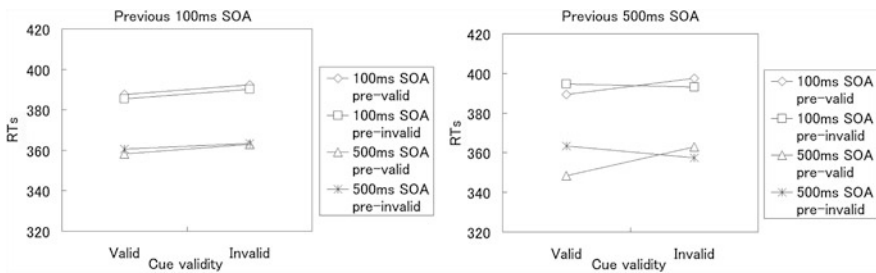 Previous 100ms SOA
420
400
380
360
340
320
RTs
Valid
Invalid
Cue validity
100ms SOA
pre-valid
100ms SOA
pre-invalid
500ms SOA
pre-valid
500ms SOA
pre-invalid
Previous 500ms SOA
420
400
380
360
340
320
RTs
Valid
Invalid
Cue validity
100ms SOA
pre-valid
100ms SOA
pre-invalid
500ms SOA
pre-valid
500ms SOA
pre-invalid